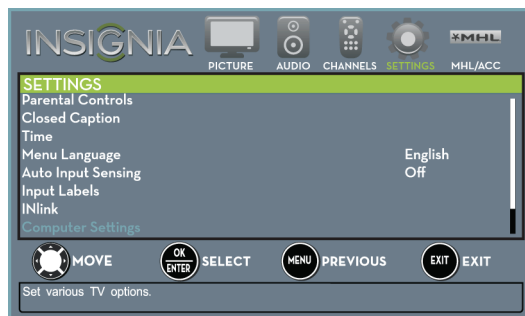 INSIGNIA
PICTURE AUDIO CHANNELS SETTINGS MHL MHL/ACC
SETTINGS
Parental Controls
Closed Caption
Time
Menu Language English
Auto Input Sensing Off
Input Labels
INlink
Computer Settings
MOVE OK ENTER SELECT MENU PREVIOUS EXIT EXIT
Set various TV options.